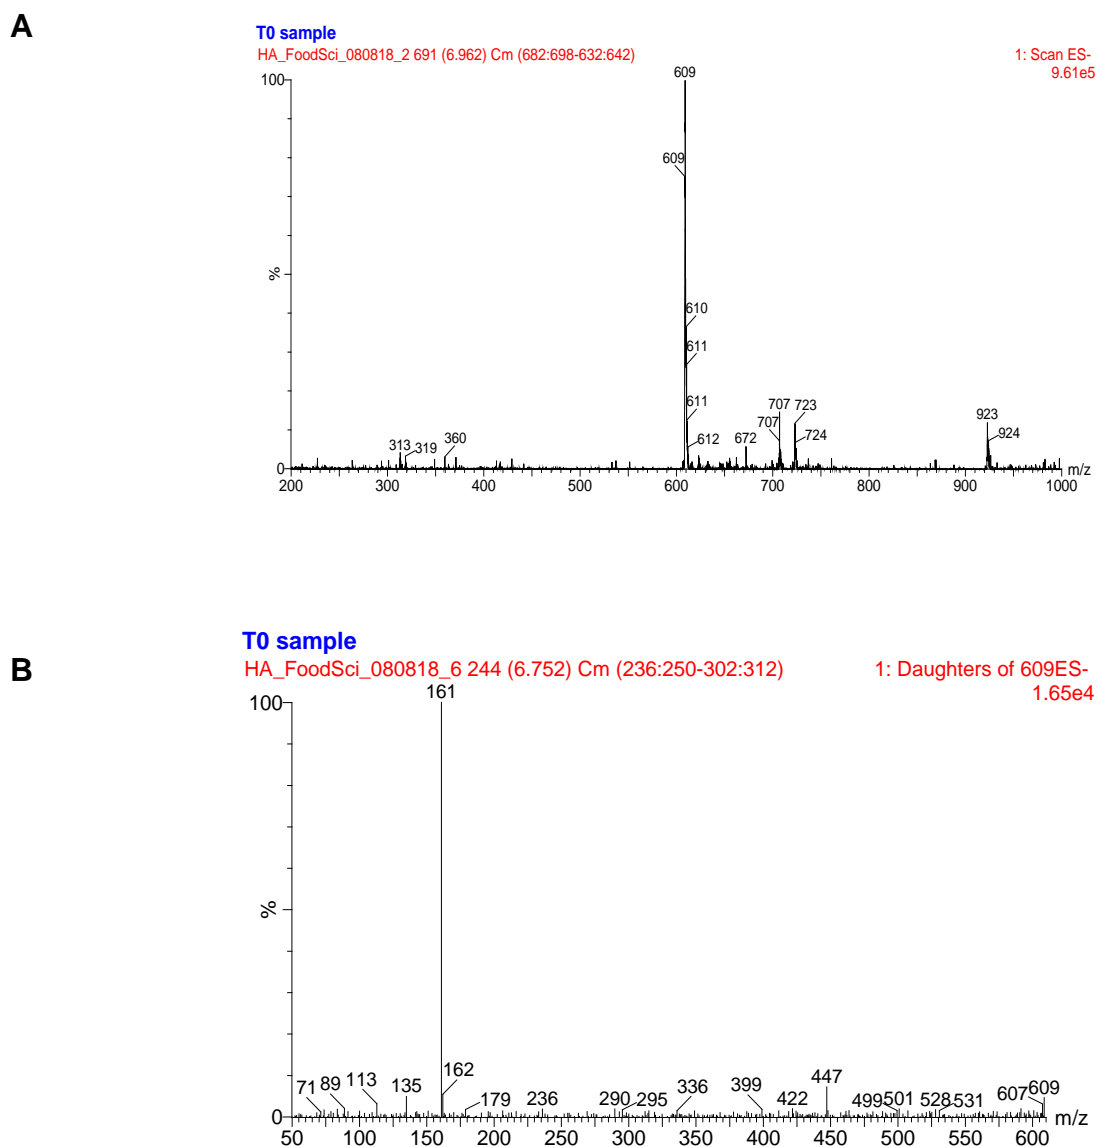 A
T0 sample
HA_FoodSci_080818_2 691 (6.962) Cm (682:698-632:642)
1: Scan ES-
9.61e5
100
%
0
609
609
610
611
611
612
313
319
360
672
707
707
723
724
923
924
m/z
200 300 400 500 600 700 800 900 1000
B
T0 sample
HA_FoodSci_080818_6 244 (6.752) Cm (236:250-302:312)
1: Daughters of 609ES-
1.65e4
100
%
0
161
162
71 89 113 135 179 236 290 295 336 399 422 447 499 501 528 531 607 609
m/z
50 100 150 200 250 300 350 400 450 500 550 600